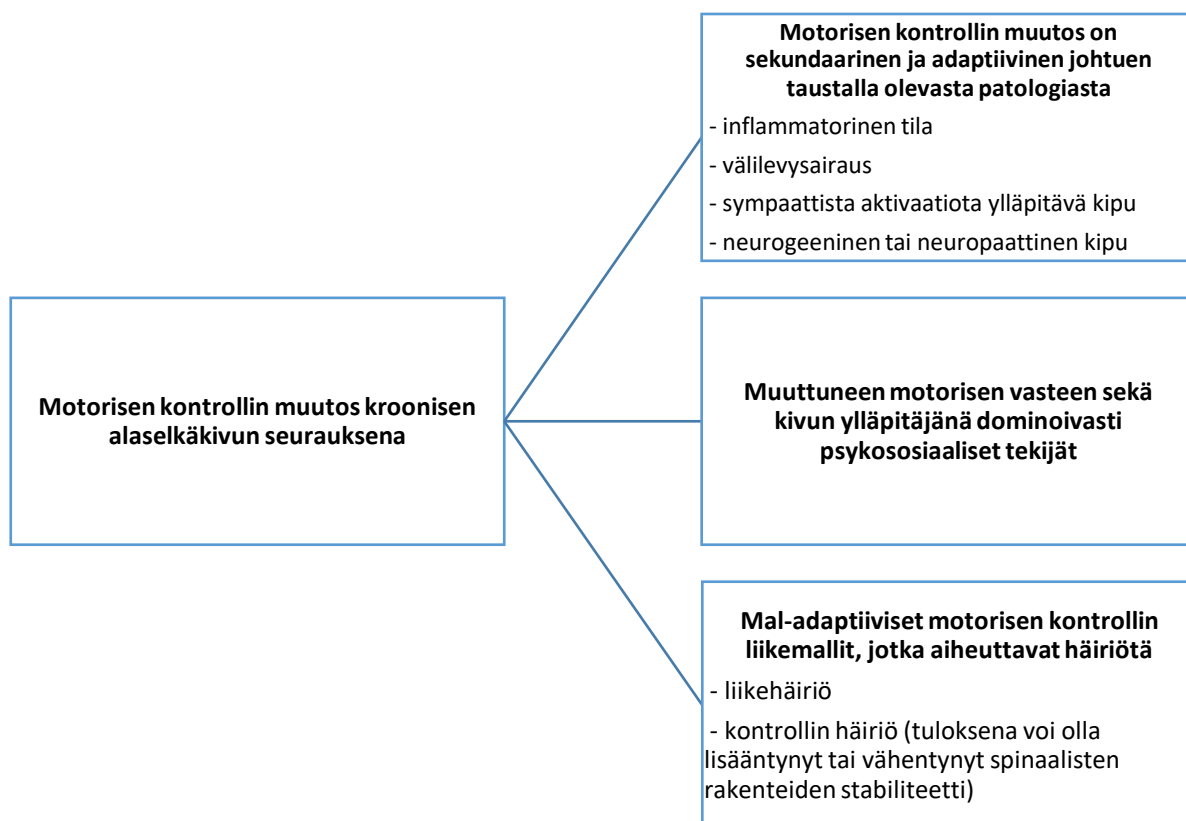 Motorisen kontrollin muutos on
sekundaarinen ja adaptiivinen johtuen
taustalla olevasta patologiasta
- inflammatorinen tila
- välilevysairaus
- sympaattista aktivaatiota ylläpitävä kipu
- neurogeeninen tai neuropaattinen kipu
Motorisen kontrollin muutos kroonisen
alaselkäkivun seurauksena
Muuttuneen motorisen vasteen sekä
kivun ylläpitäjänä dominoivasti
psykososiaaliset tekijät
Mal-adaptiiviset motorisen kontrollin
liikemallit, jotka aiheuttavat häiriötä
- liikehäiriö
- kontrollin häiriö (tuloksena voi olla
lisääntynyt tai vähentynyt spinaalisten
rakenteiden stabiliteetti)